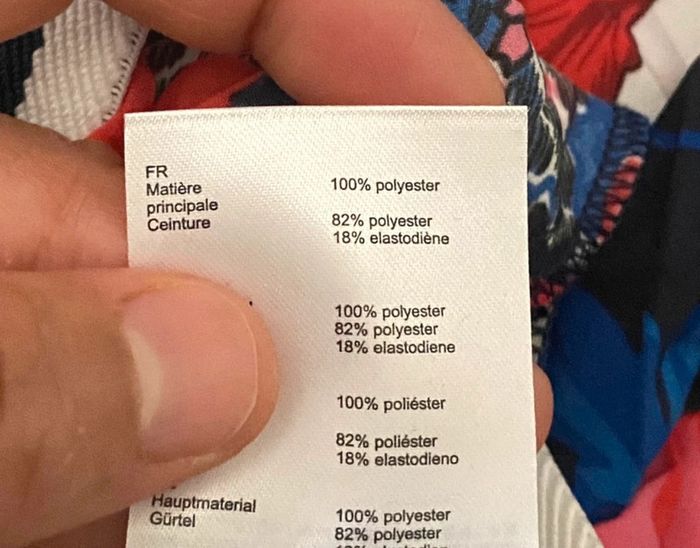 FR
Matière 100% polyester
principale
Ceinture 82% polyester
18% elastodiène
100% polyester
82% polyester
18% elastodiene
100% poliéster
82% poliéster
18% elastodieno
Hauptmaterial 100% polyester
Gürtel 82% polyester